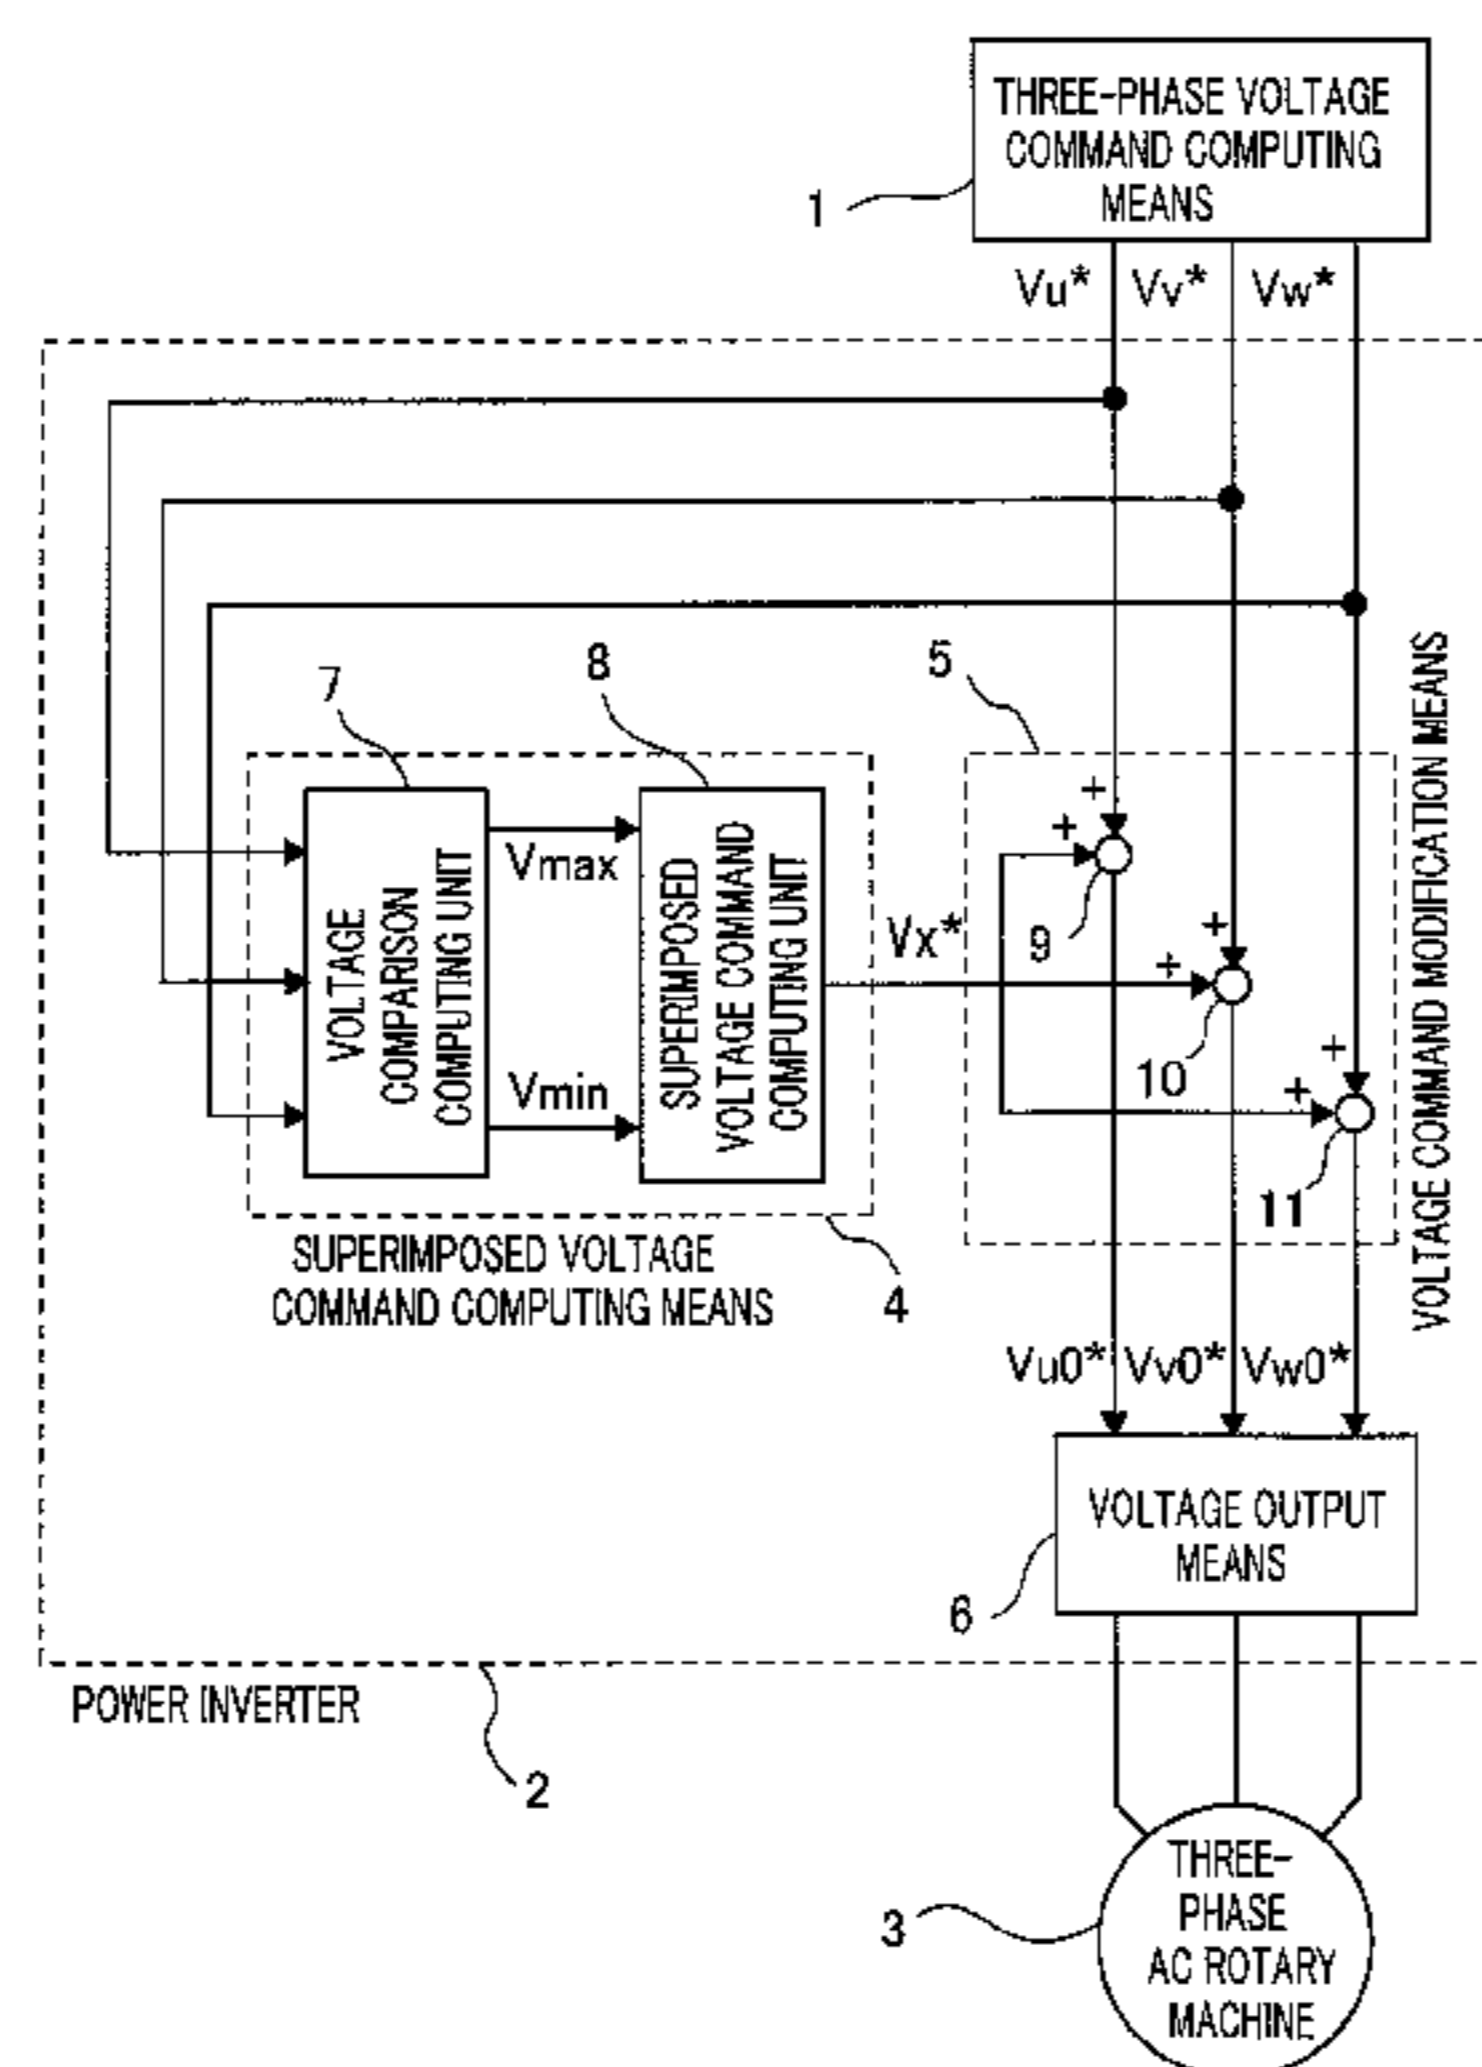 THREE-PHASE VOLTAGE
COMMAND COMPUTING
MEANS
1
Vu*
Vv*
Vw*
7
8
5
VOLTAGE
COMPARISON
COMPUTING UNIT
Vmax
Vmin
SUPERIMPOSED
VOLTAGE COMMAND
COMPUTING UNIT
Vx*
+
+
9
+
+
10
+
+
11
VOLTAGE COMMAND MODIFICATION MEANS
SUPERIMPOSED VOLTAGE
COMMAND COMPUTING MEANS
4
Vu0*
Vv0*
Vw0*
VOLTAGE OUTPUT
MEANS
6
POWER INVERTER
2
THREE-
PHASE
AC ROTARY
MACHINE
3